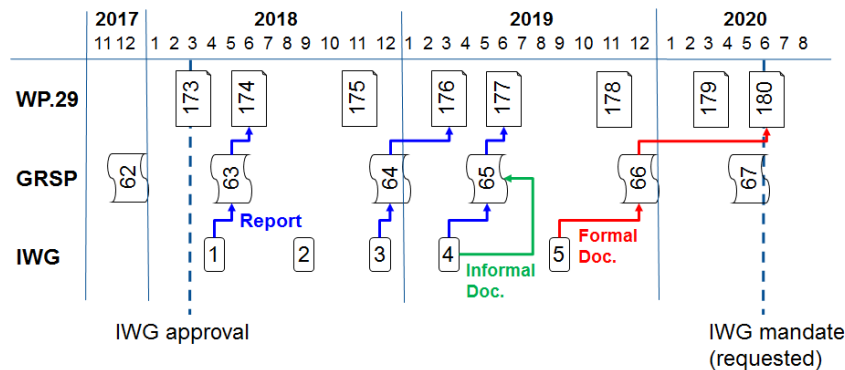 2017 2018 2019 2020
11 12 1 2 3 4 5 6 7 8 9 10 11 12 1 2 3 4 5 6 7 8 9 10 11 12 1 2 3 4 5 6 7 8
WP.29 173 174 175 176 177 178 179 180
GRSP 62 63 64 65 66 67
Report
IWG 1 2 3 4 5
Informal
Doc.
Formal
Doc.
IWG approval
IWG mandate
(requested)